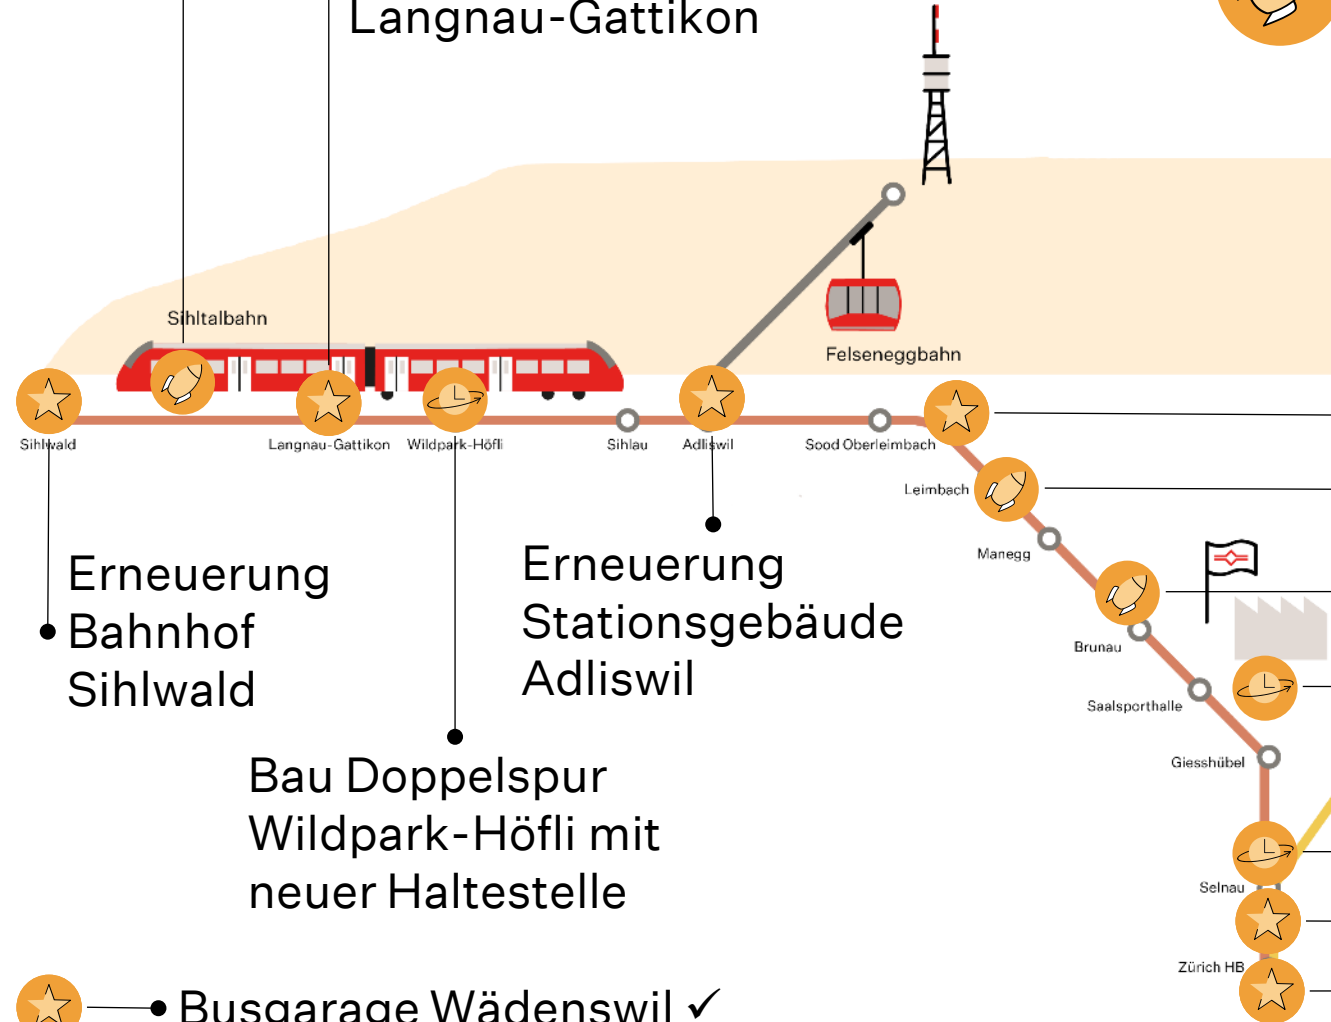 Langnau-Gattikon
Sihltalbahn
Felseneggbahn
Sihlwald
Langnau-Gattikon
Wildpark-Höfli
Sihlau
Adliswil
Sood Oberleimbach
Leimbach
Manegg
Brunau
Saalsporthalle
Giesshübel
Selnau
Zürich HB
Erneuerung
Bahnhof
Sihlwald
Erneuerung
Stationsgebäude
Adliswil
Bau Doppelspur
Wildpark-Höfli mit
neuer Haltestelle
Busgarage Wädenswil ✓